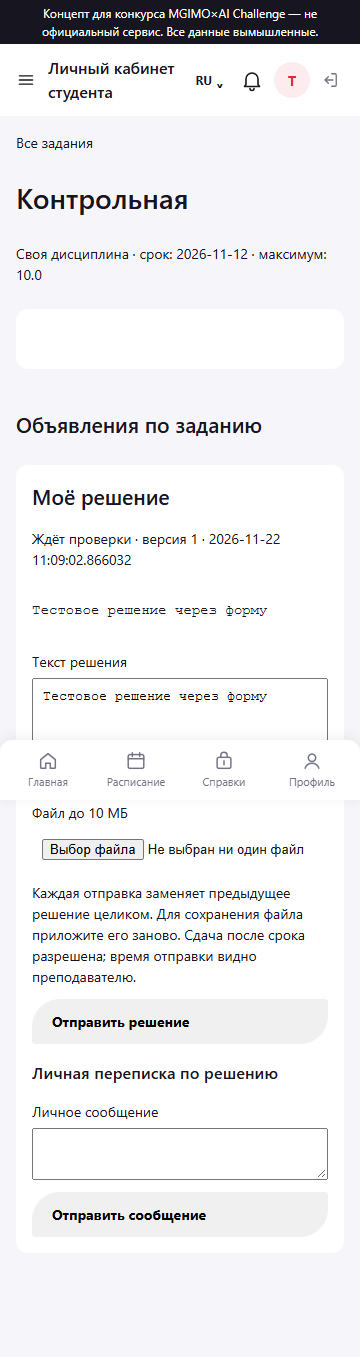 Концепт для конкурса MGIMO×AI Challenge — не
официальный сервис. Все данные вымышленные.
Личный кабинет
студента
RU
T
Все задания
Контрольная
Своя дисциплина · срок: 2026-11-12 · максимум:
10.0
Объявления по заданию
Моё решение
Ждёт проверки · версия 1 · 2026-11-22
11:09:02.866032
Тестовое решение через форму
Текст решения
Тестовое решение через форму
Главная
Расписание
Справки
Профиль
Файл до 10 МБ
Выбор файла Не выбран ни один файл
Каждая отправка заменяет предыдущее
решение целиком. Для сохранения файла
приложите его заново. Сдача после срока
разрешена; время отправки видно
преподавателю.
Отправить решение
Личная переписка по решению
Личное сообщение
Отправить сообщение